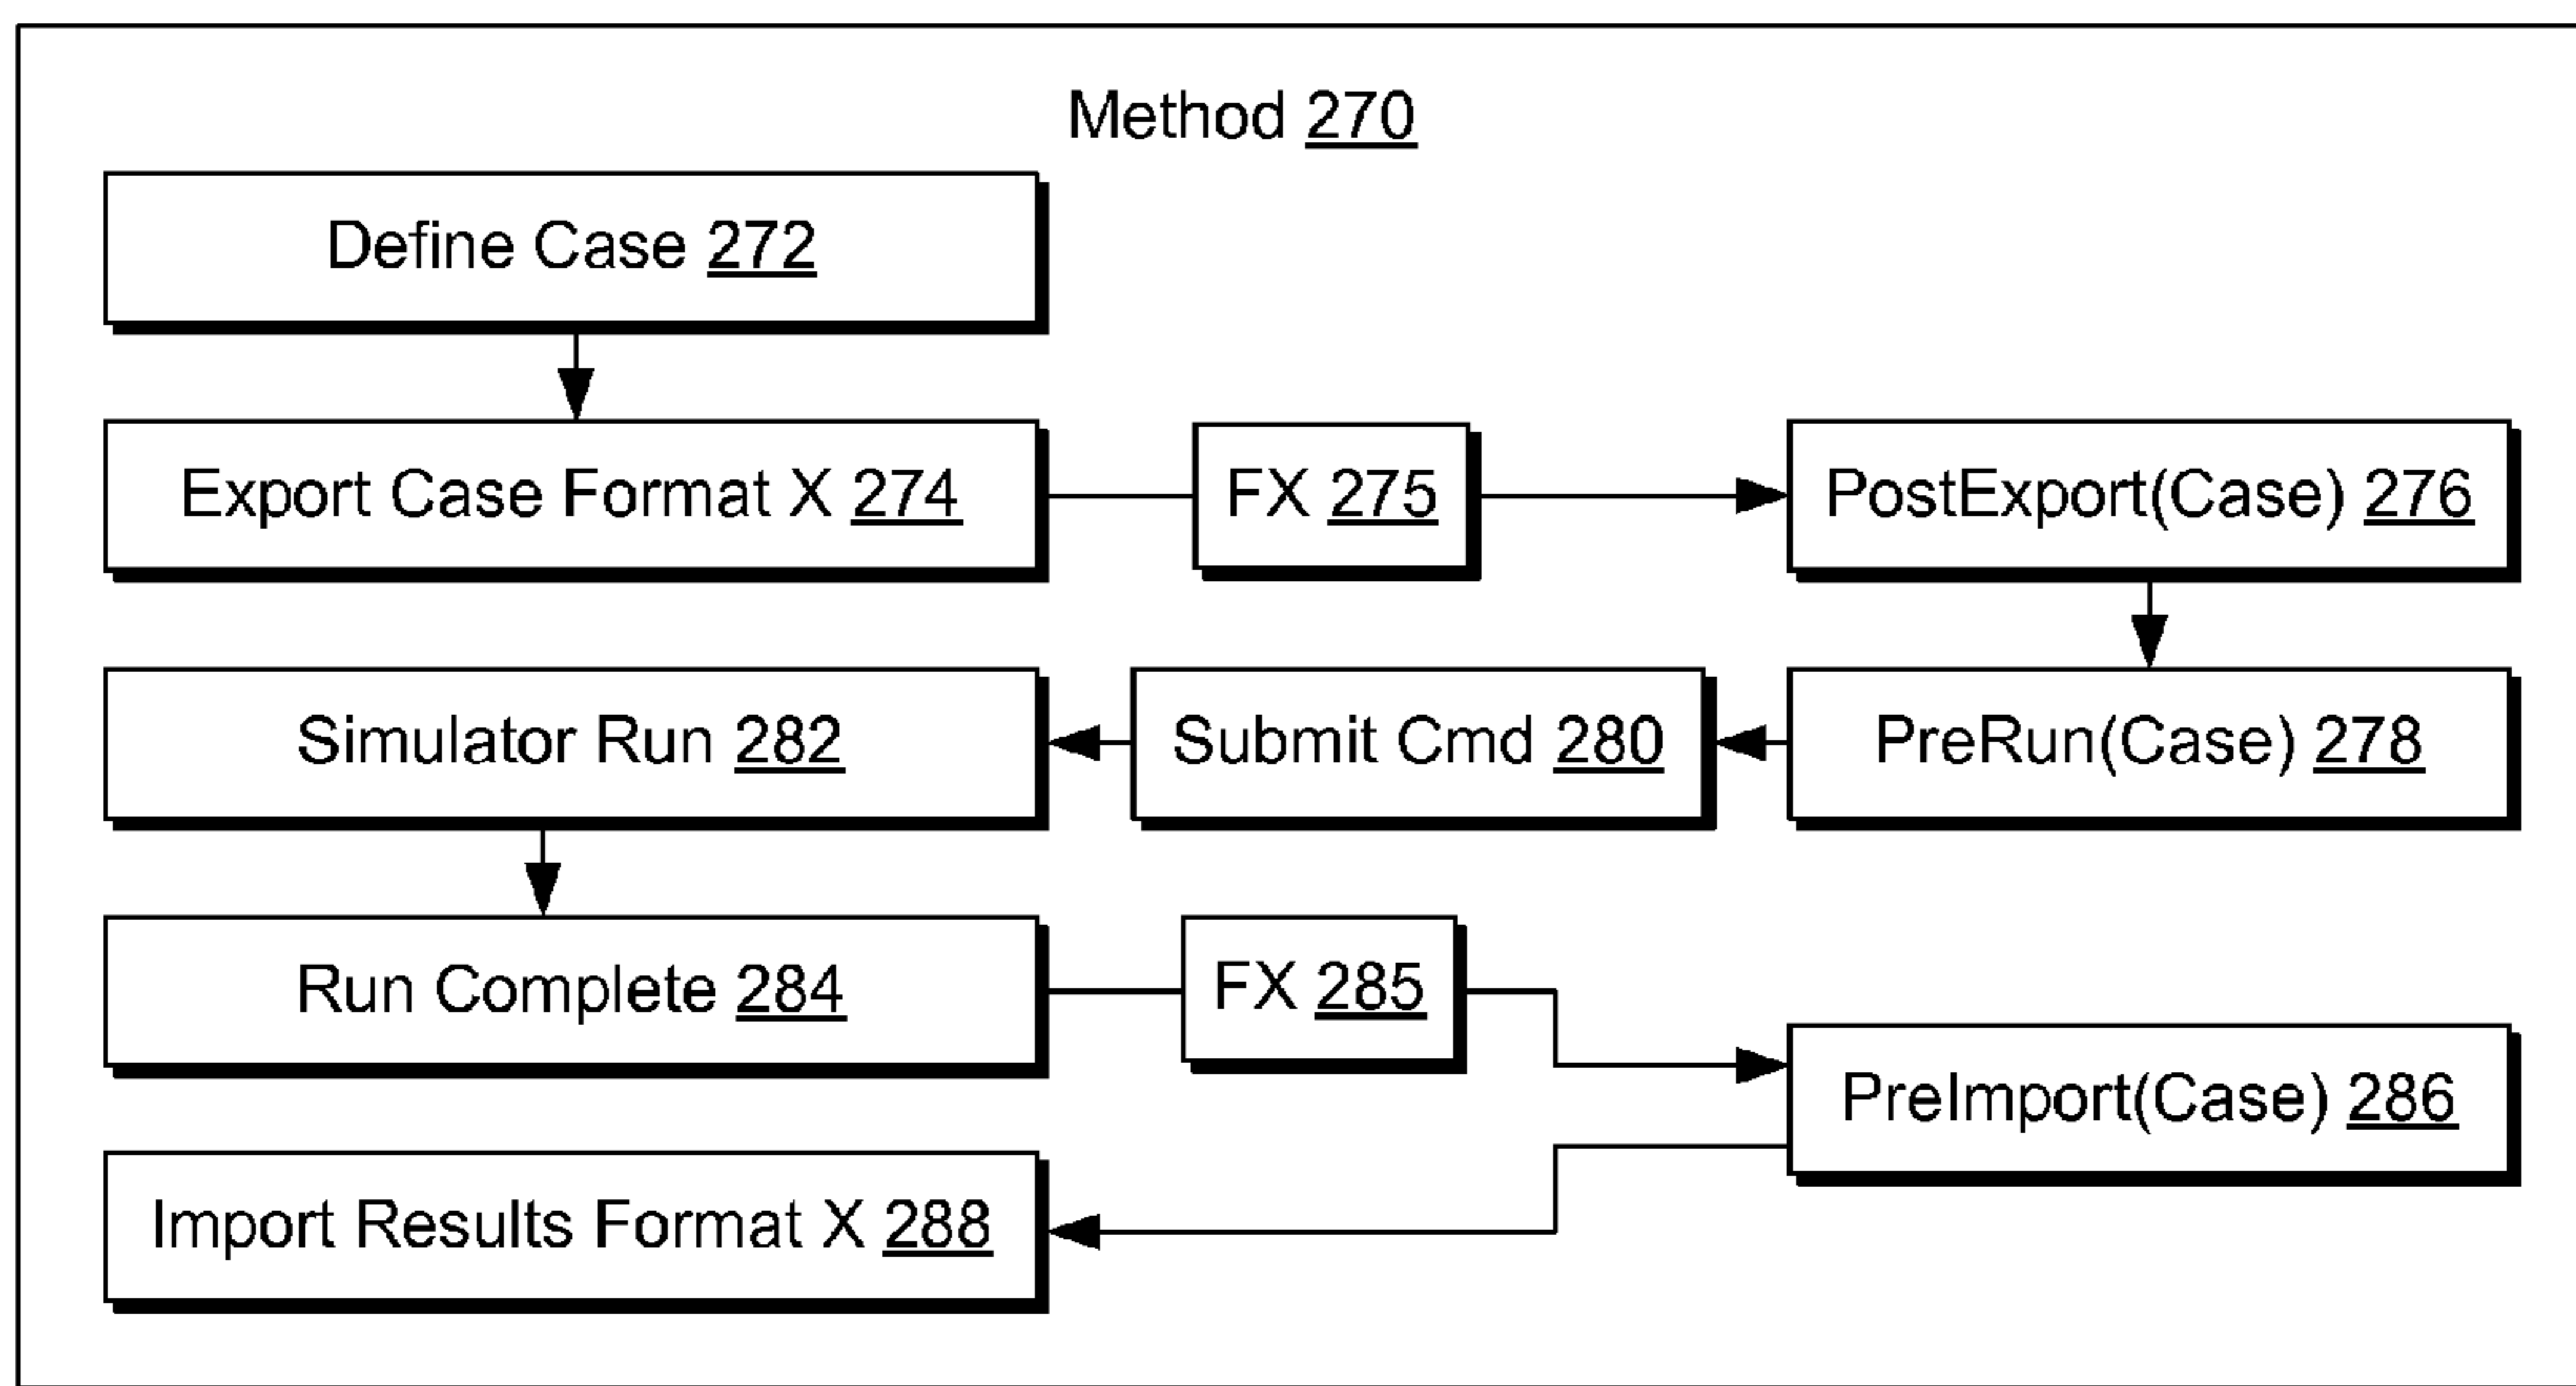 Method 270
Define Case 272
Export Case Format X 274
FX 275
PostExport(Case) 276
Simulator Run 282
Submit Cmd 280
PreRun(Case) 278
Run Complete 284
FX 285
PreImport(Case) 286
Import Results Format X 288